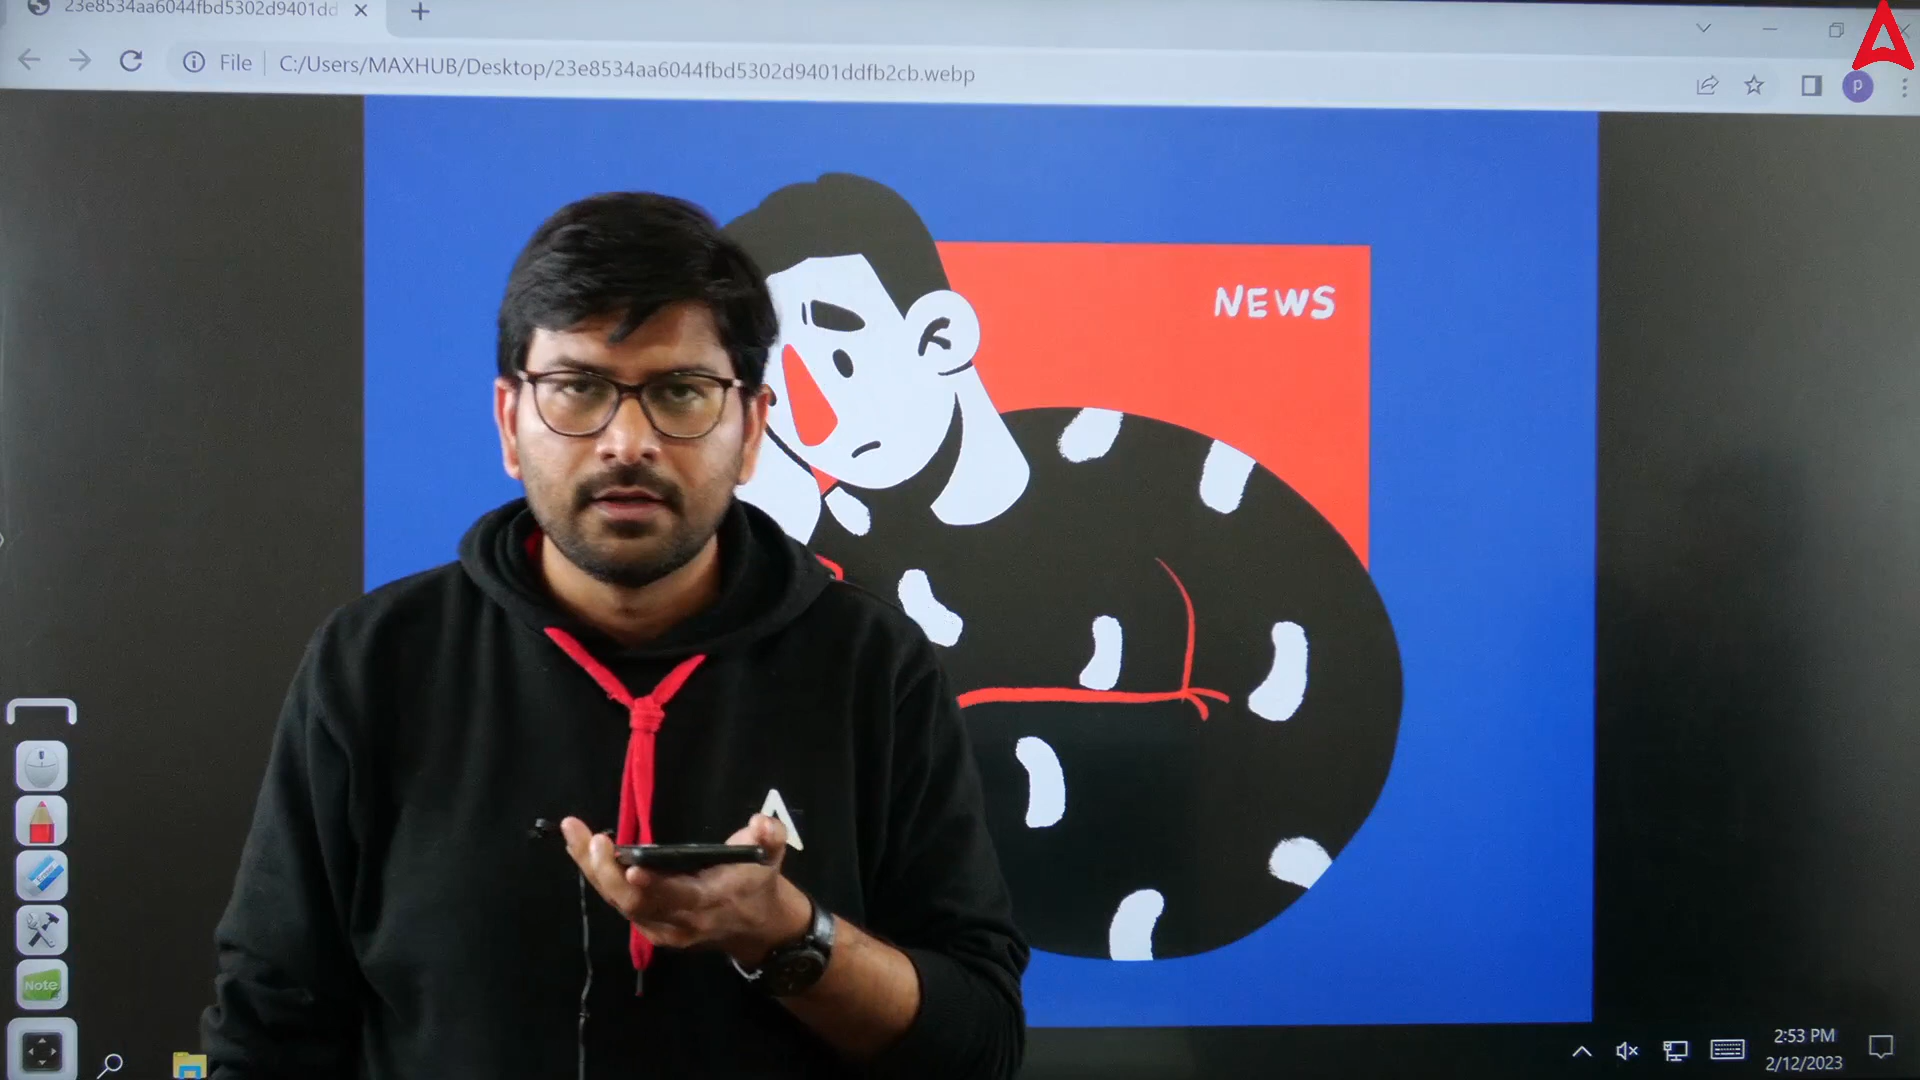 23e8534aa6044fbd5302d9401dd
File
C:/Users/MAXHUB/Desktop/23e8534aa6044fbd5302d9401ddfb2cb.webp
P
NEWS
Note
2:53 PM
2/12/2023